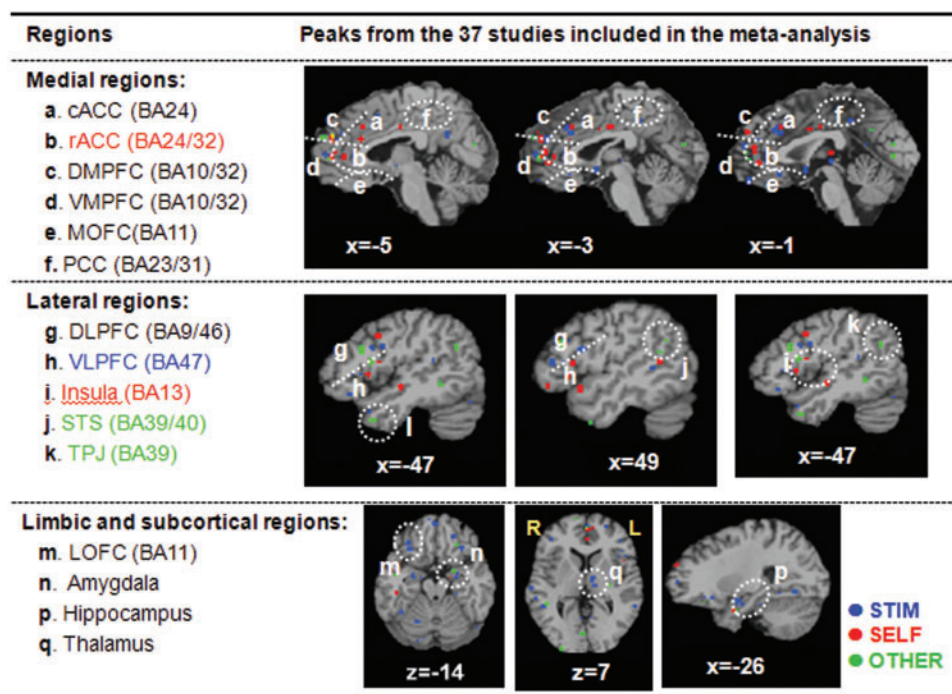 Regions Peaks from the 37 studies included in the meta-analysis
Medial regions:
a. cACC (BA24)
b. rACC (BA24/32)
c. DMPFC (BA10/32)
d. VMPFC (BA10/32)
e. MOFC(BA11)
f. PCC (BA23/31)
c a f b d e x=-5
c a f b d e x=-3
c a f b d e x=-1
Lateral regions:
g. DLPFC (BA9/46)
h. VLPFC (BA47)
i. Insula (BA13)
j. STS (BA39/40)
k. TPJ (BA39)
g h l x=-47
g h j x=49
k i x=-47
Limbic and subcortical regions:
m. LOFC (BA11)
n. Amygdala
p. Hippocampus
q. Thalamus
m n z=-14
R L q z=7
p x=-26
STIM
SELF
OTHER